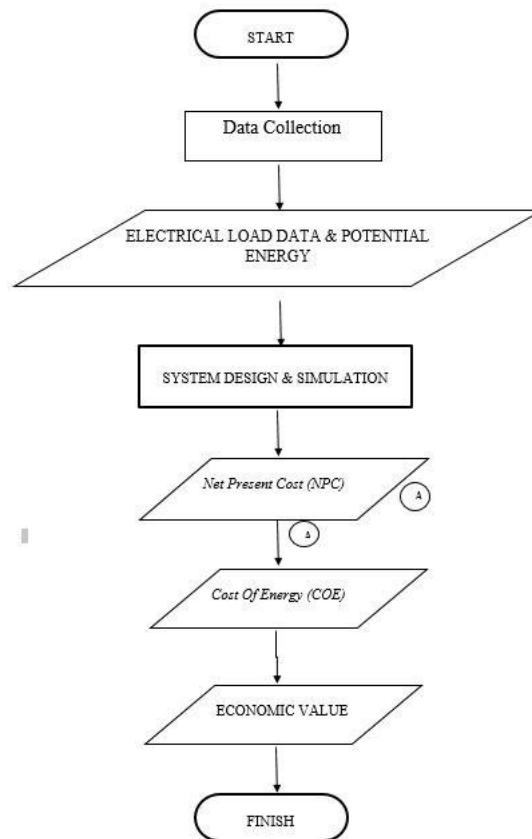 START
Data Collection
ELECTRICAL LOAD DATA & POTENTIAL
ENERGY
SYSTEM DESIGN & SIMULATION
Net Present Cost (NPC)
A
A
Cost Of Energy (COE)
ECONOMIC VALUE
FINISH